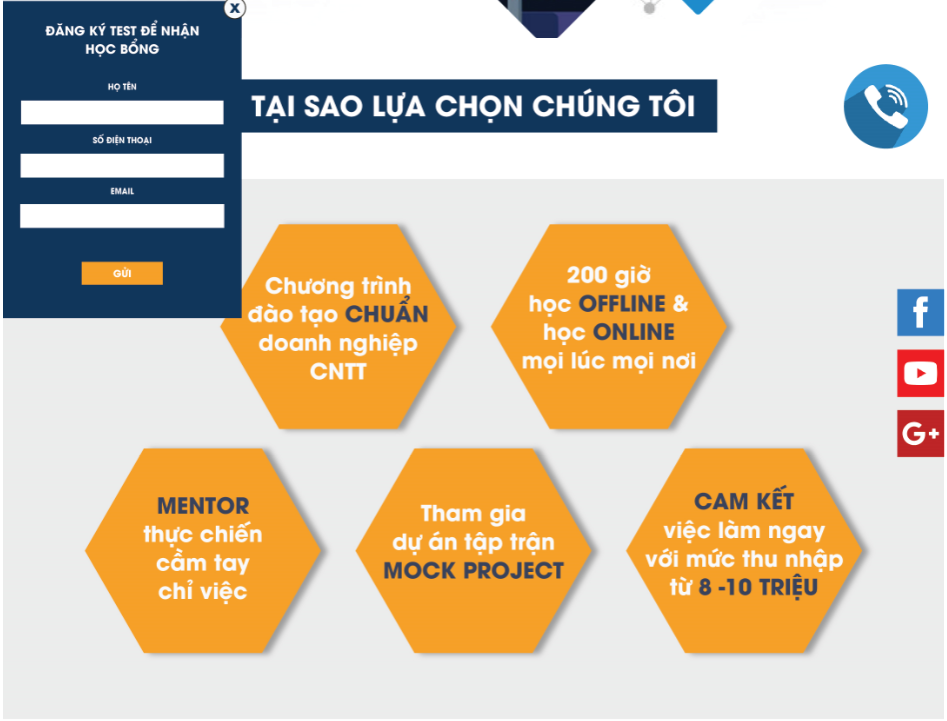 X
ĐĂNG KÝ TEST ĐỂ NHẬN
HỌC BỔNG
HỌ TÊN
SỐ ĐIỆN THOẠI
EMAIL
GỬI
TẠI SAO LỰA CHỌN CHÚNG TÔI
Chương trình
đào tạo CHUẨN
doanh nghiệp
CNTT
200 giờ
học OFFLINE &
học ONLINE
mọi lúc mọi nơi
MENTOR
thực chiến
cầm tay
chỉ việc
Tham gia
dự án tập trận
MOCK PROJECT
CAM KẾT
việc làm ngay
với mức thu nhập
từ 8 -10 TRIỆU
f
G+